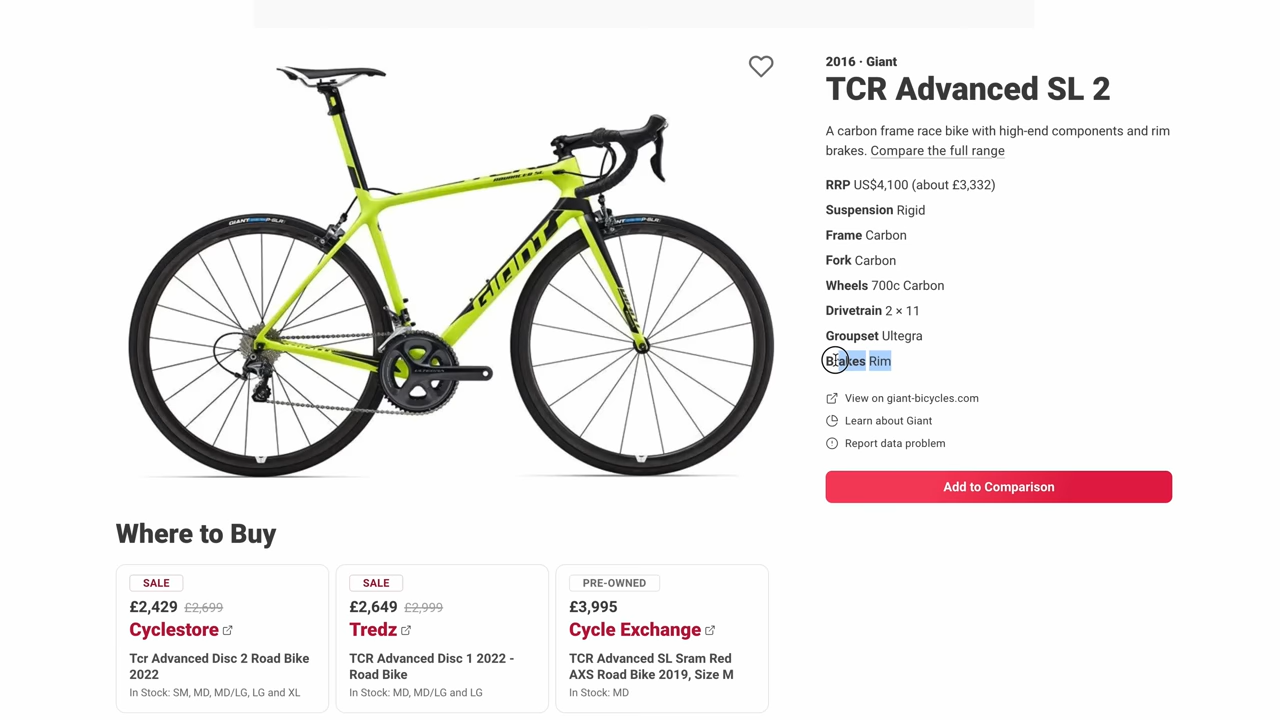 2016 · Giant
TCR Advanced SL 2
A carbon frame race bike with high-end components and rim
brakes. Compare the full range
RRP US$4,100 (about £3,332)
Suspension Rigid
Frame Carbon
Fork Carbon
Wheels 700c Carbon
Drivetrain 2 × 11
Groupset Ultegra
Brakes Rim
View on giant-bicycles.com
Learn about Giant
Report data problem
Add to Comparison
GIANT
GIANT
Where to Buy
SALE
£2,429 £2,699
Cyclestore
Tcr Advanced Disc 2 Road Bike
2022
In Stock: SM, MD, MD/LG, LG and XL
SALE
£2,649 £2,999
Tredz
TCR Advanced Disc 1 2022 -
Road Bike
In Stock: MD, MD/LG and LG
PRE-OWNED
£3,995
Cycle Exchange
TCR Advanced SL Sram Red
AXS Road Bike 2019, Size M
In Stock: MD